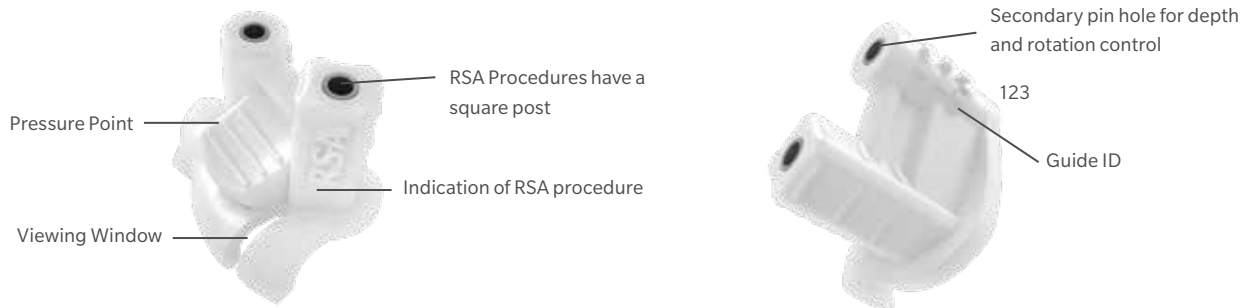 Secondary pin hole for depth
and rotation control
RSA Procedures have a
square post
123
Pressure Point
RSA
Guide ID
Indication of RSA procedure
Viewing Window